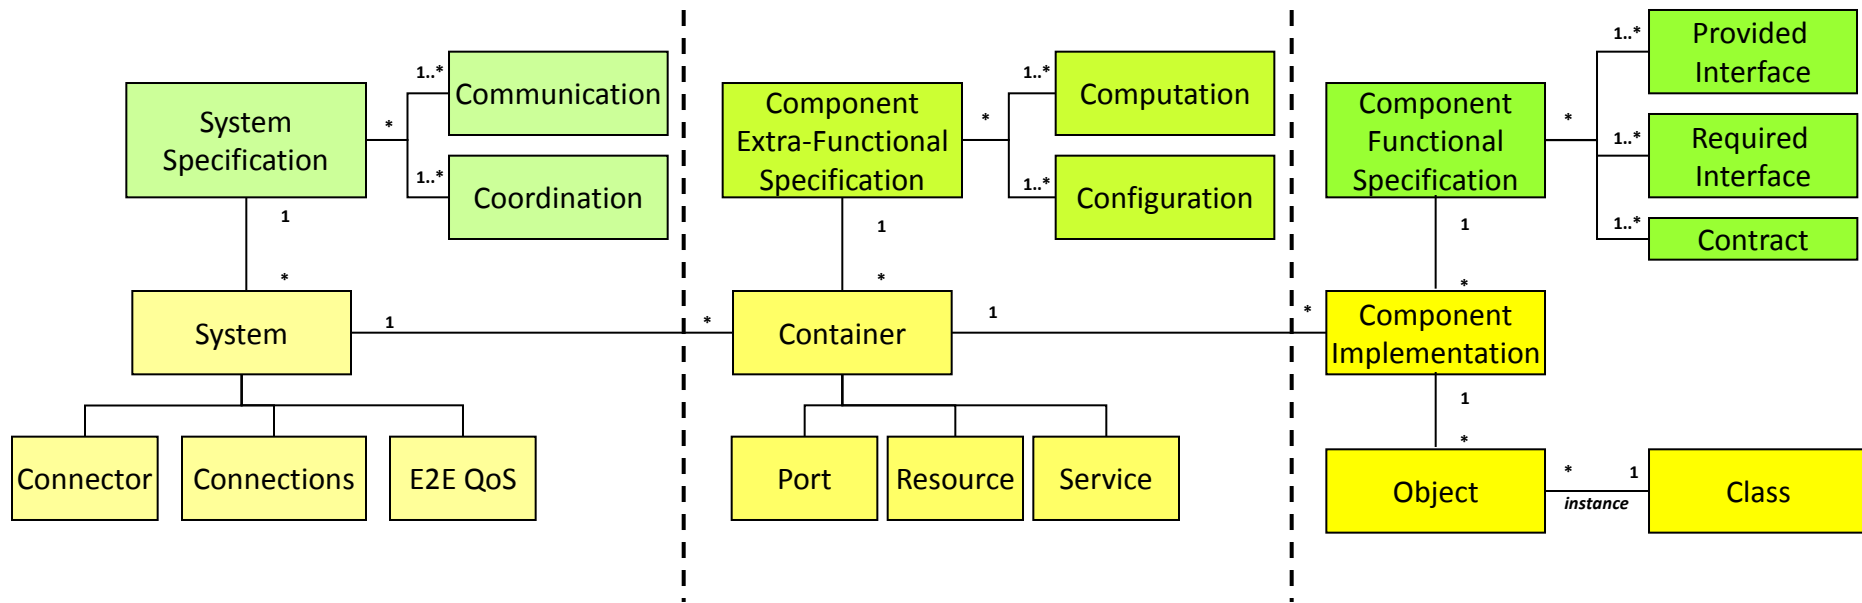 System
Specification
*
1..*
Communication
1..*
Coordination
1
*
System
1
*
Connector
Connections
E2E QoS
Component
Extra-Functional
Specification
*
1..*
Computation
1..*
Configuration
1
*
Container
1
*
Port
Resource
Service
Component
Functional
Specification
*
1..*
Provided
Interface
1..*
Required
Interface
1..*
Contract
1
*
Component
Implementation
1
*
Object
*
1
instance
Class